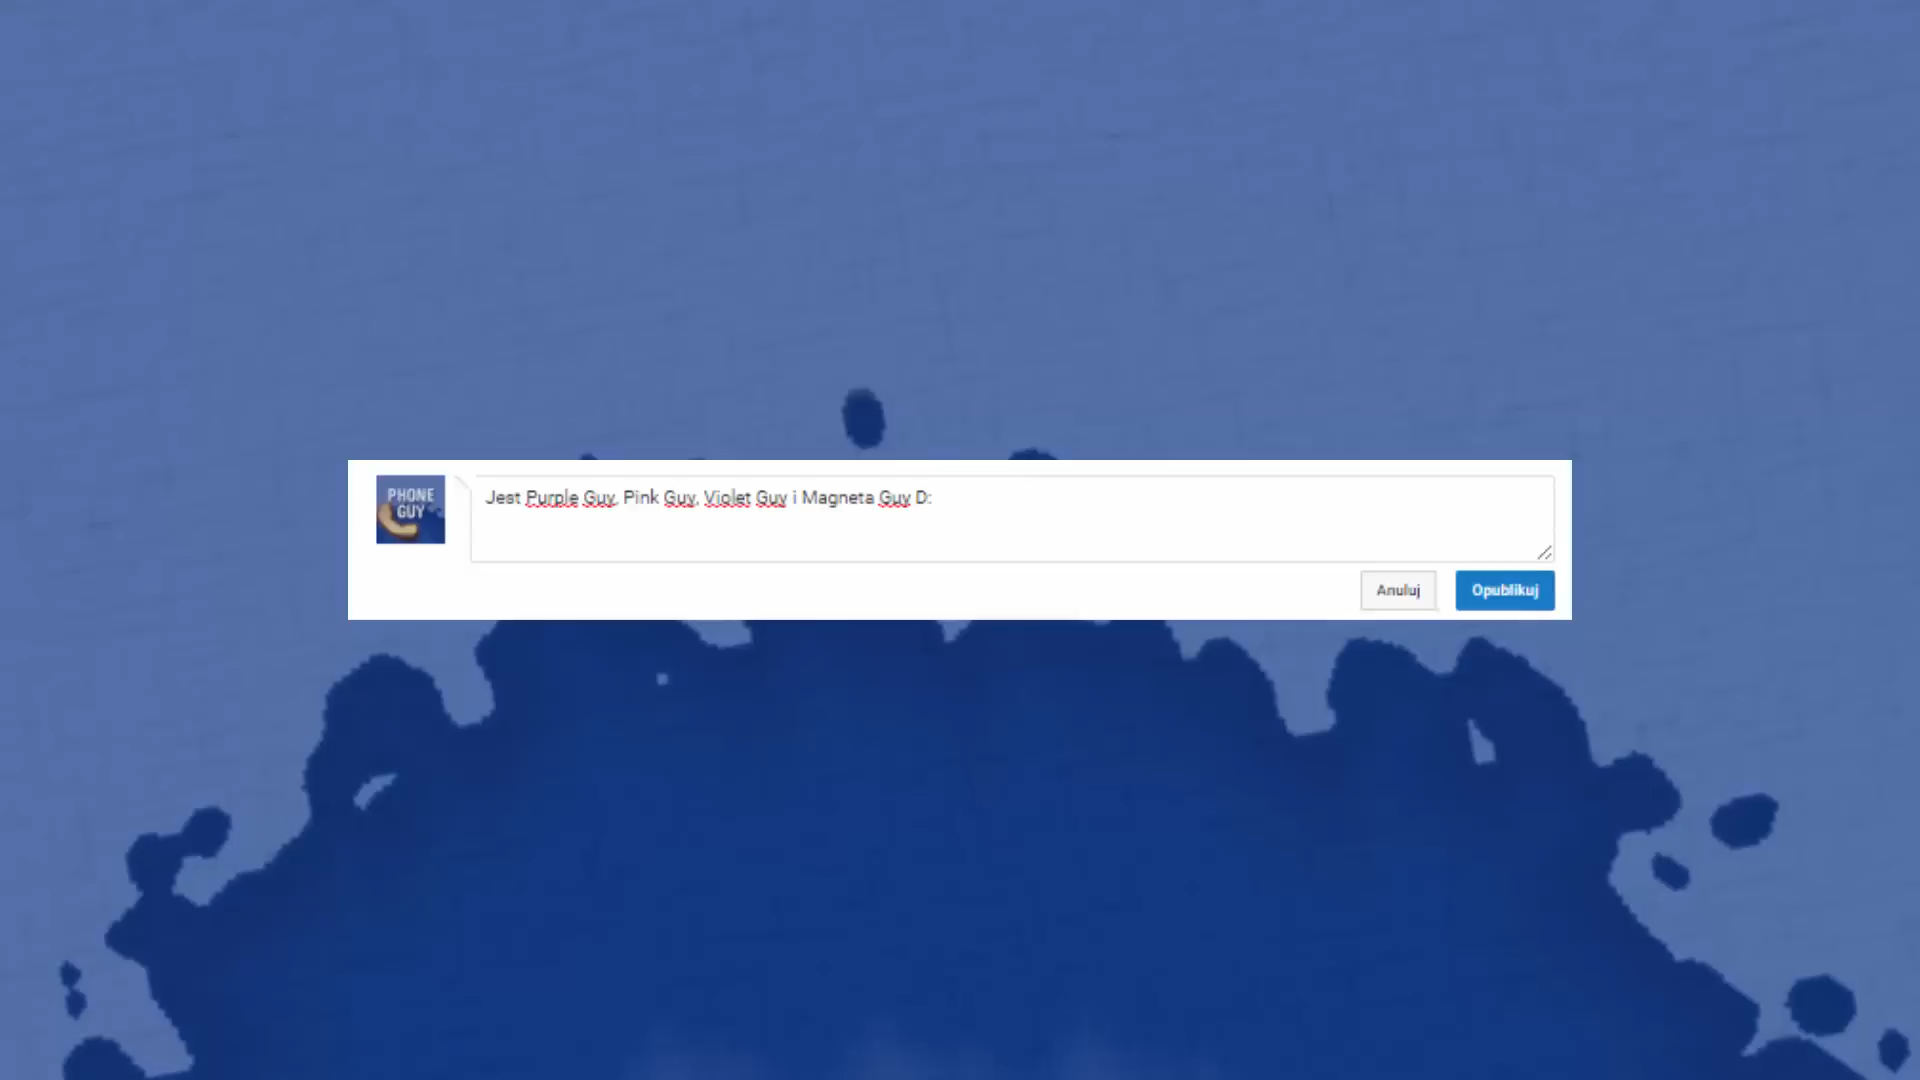 PHONE
GUY
Jest Purple Guy, Pink Guy, Violet Guy i Magneta Guy D:
Anuluj
Opublikuj